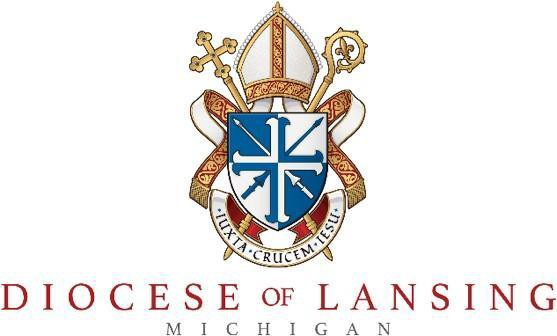 ·IUXTA·CRUCEM·IESU·
DIOCESE OF LANSING
MICHIGAN